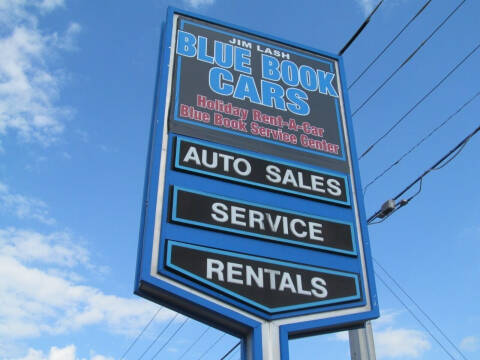 JIM LASH
BLUE BOOK
CARS
Holiday Rent-A-Car
Blue Book Service Center
AUTO SALES
SERVICE
RENTALS